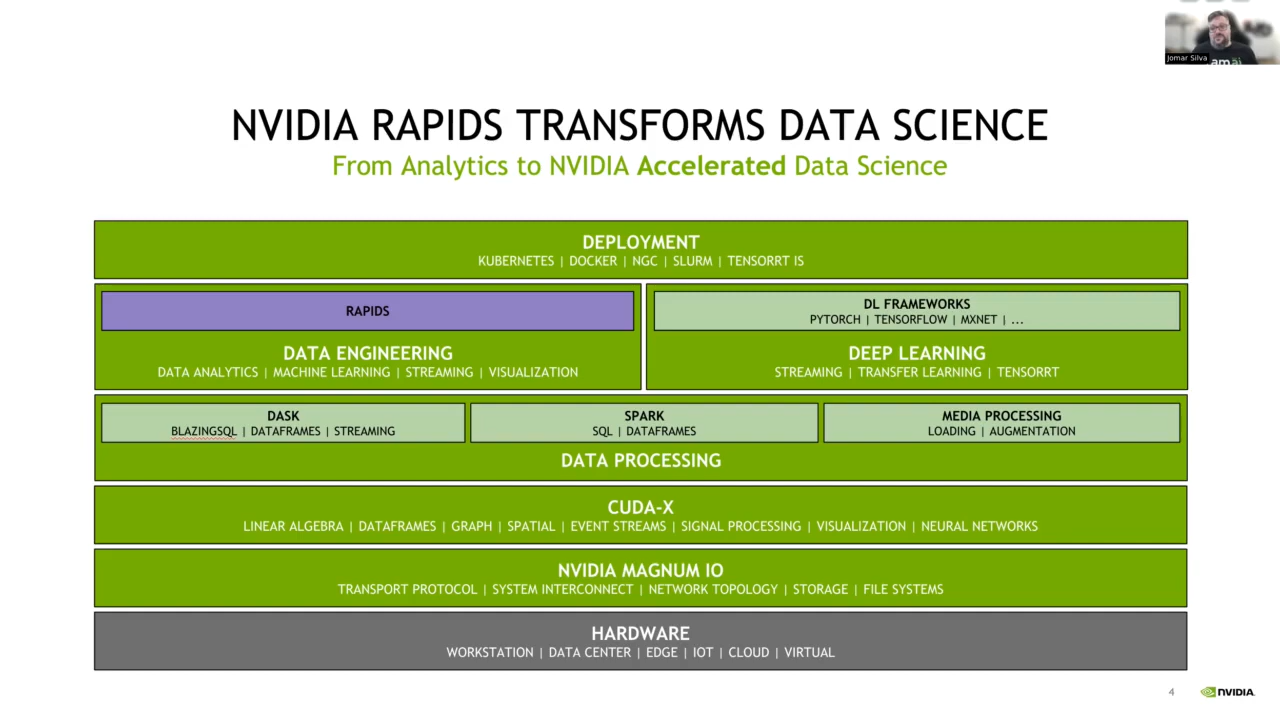 Jomar Silva
NVIDIA RAPIDS TRANSFORMS DATA SCIENCE
From Analytics to NVIDIA Accelerated Data Science
DEPLOYMENT
KUBERNETES | DOCKER | NGC | SLURM | TENSORRT IS
RAPIDS
DATA ENGINEERING
DATA ANALYTICS | MACHINE LEARNING | STREAMING | VISUALIZATION
DL FRAMEWORKS
PYTORCH | TENSORFLOW | MXNET | ...
DEEP LEARNING
STREAMING | TRANSFER LEARNING | TENSORRT
DASK
BLAZINGSQL | DATAFRAMES | STREAMING
SPARK
SQL | DATAFRAMES
MEDIA PROCESSING
LOADING | AUGMENTATION
DATA PROCESSING
CUDA-X
LINEAR ALGEBRA | DATAFRAMES | GRAPH | SPATIAL | EVENT STREAMS | SIGNAL PROCESSING | VISUALIZATION | NEURAL NETWORKS
NVIDIA MAGNUM IO
TRANSPORT PROTOCOL | SYSTEM INTERCONNECT | NETWORK TOPOLOGY | STORAGE | FILE SYSTEMS
HARDWARE
WORKSTATION | DATA CENTER | EDGE | IOT | CLOUD | VIRTUAL
4
NVIDIA.